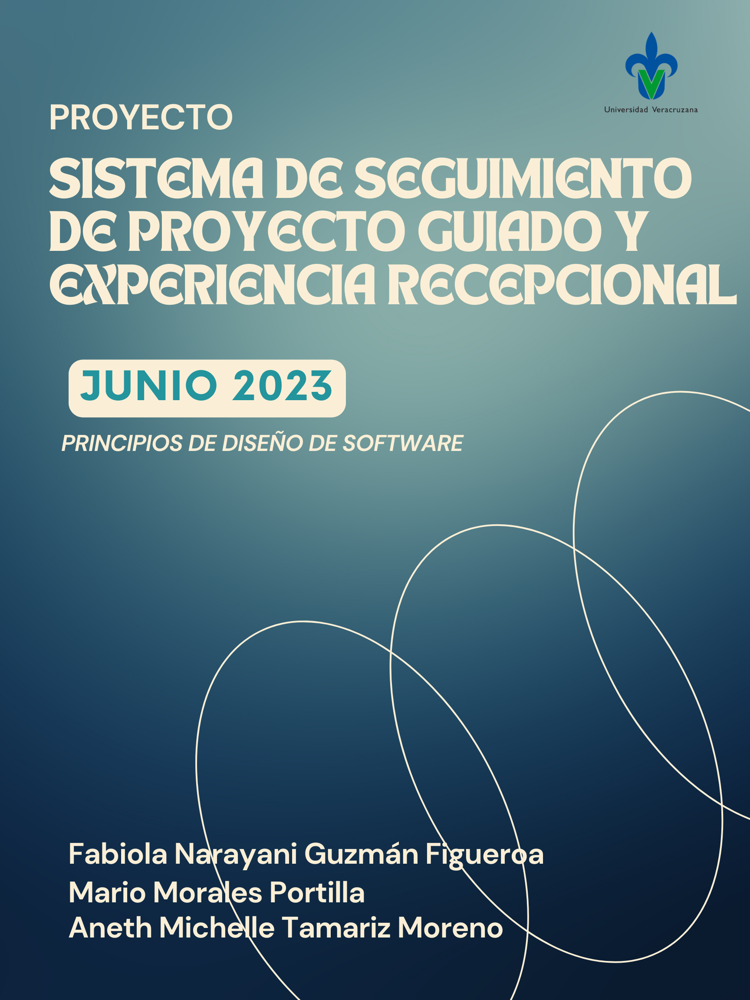 Universidad Veracruzana
PROYECTO
SISTEMA DE SEGUIMIENTO
DE PROYECTO GUIADO Y
EXPERIENCIA RECEPCIONAL
JUNIO 2023
PRINCIPIOS DE DISEÑO DE SOFTWARE
Fabiola Narayani Guzmán Figueroa
Mario Morales Portilla
Aneth Michelle Tamariz Moreno